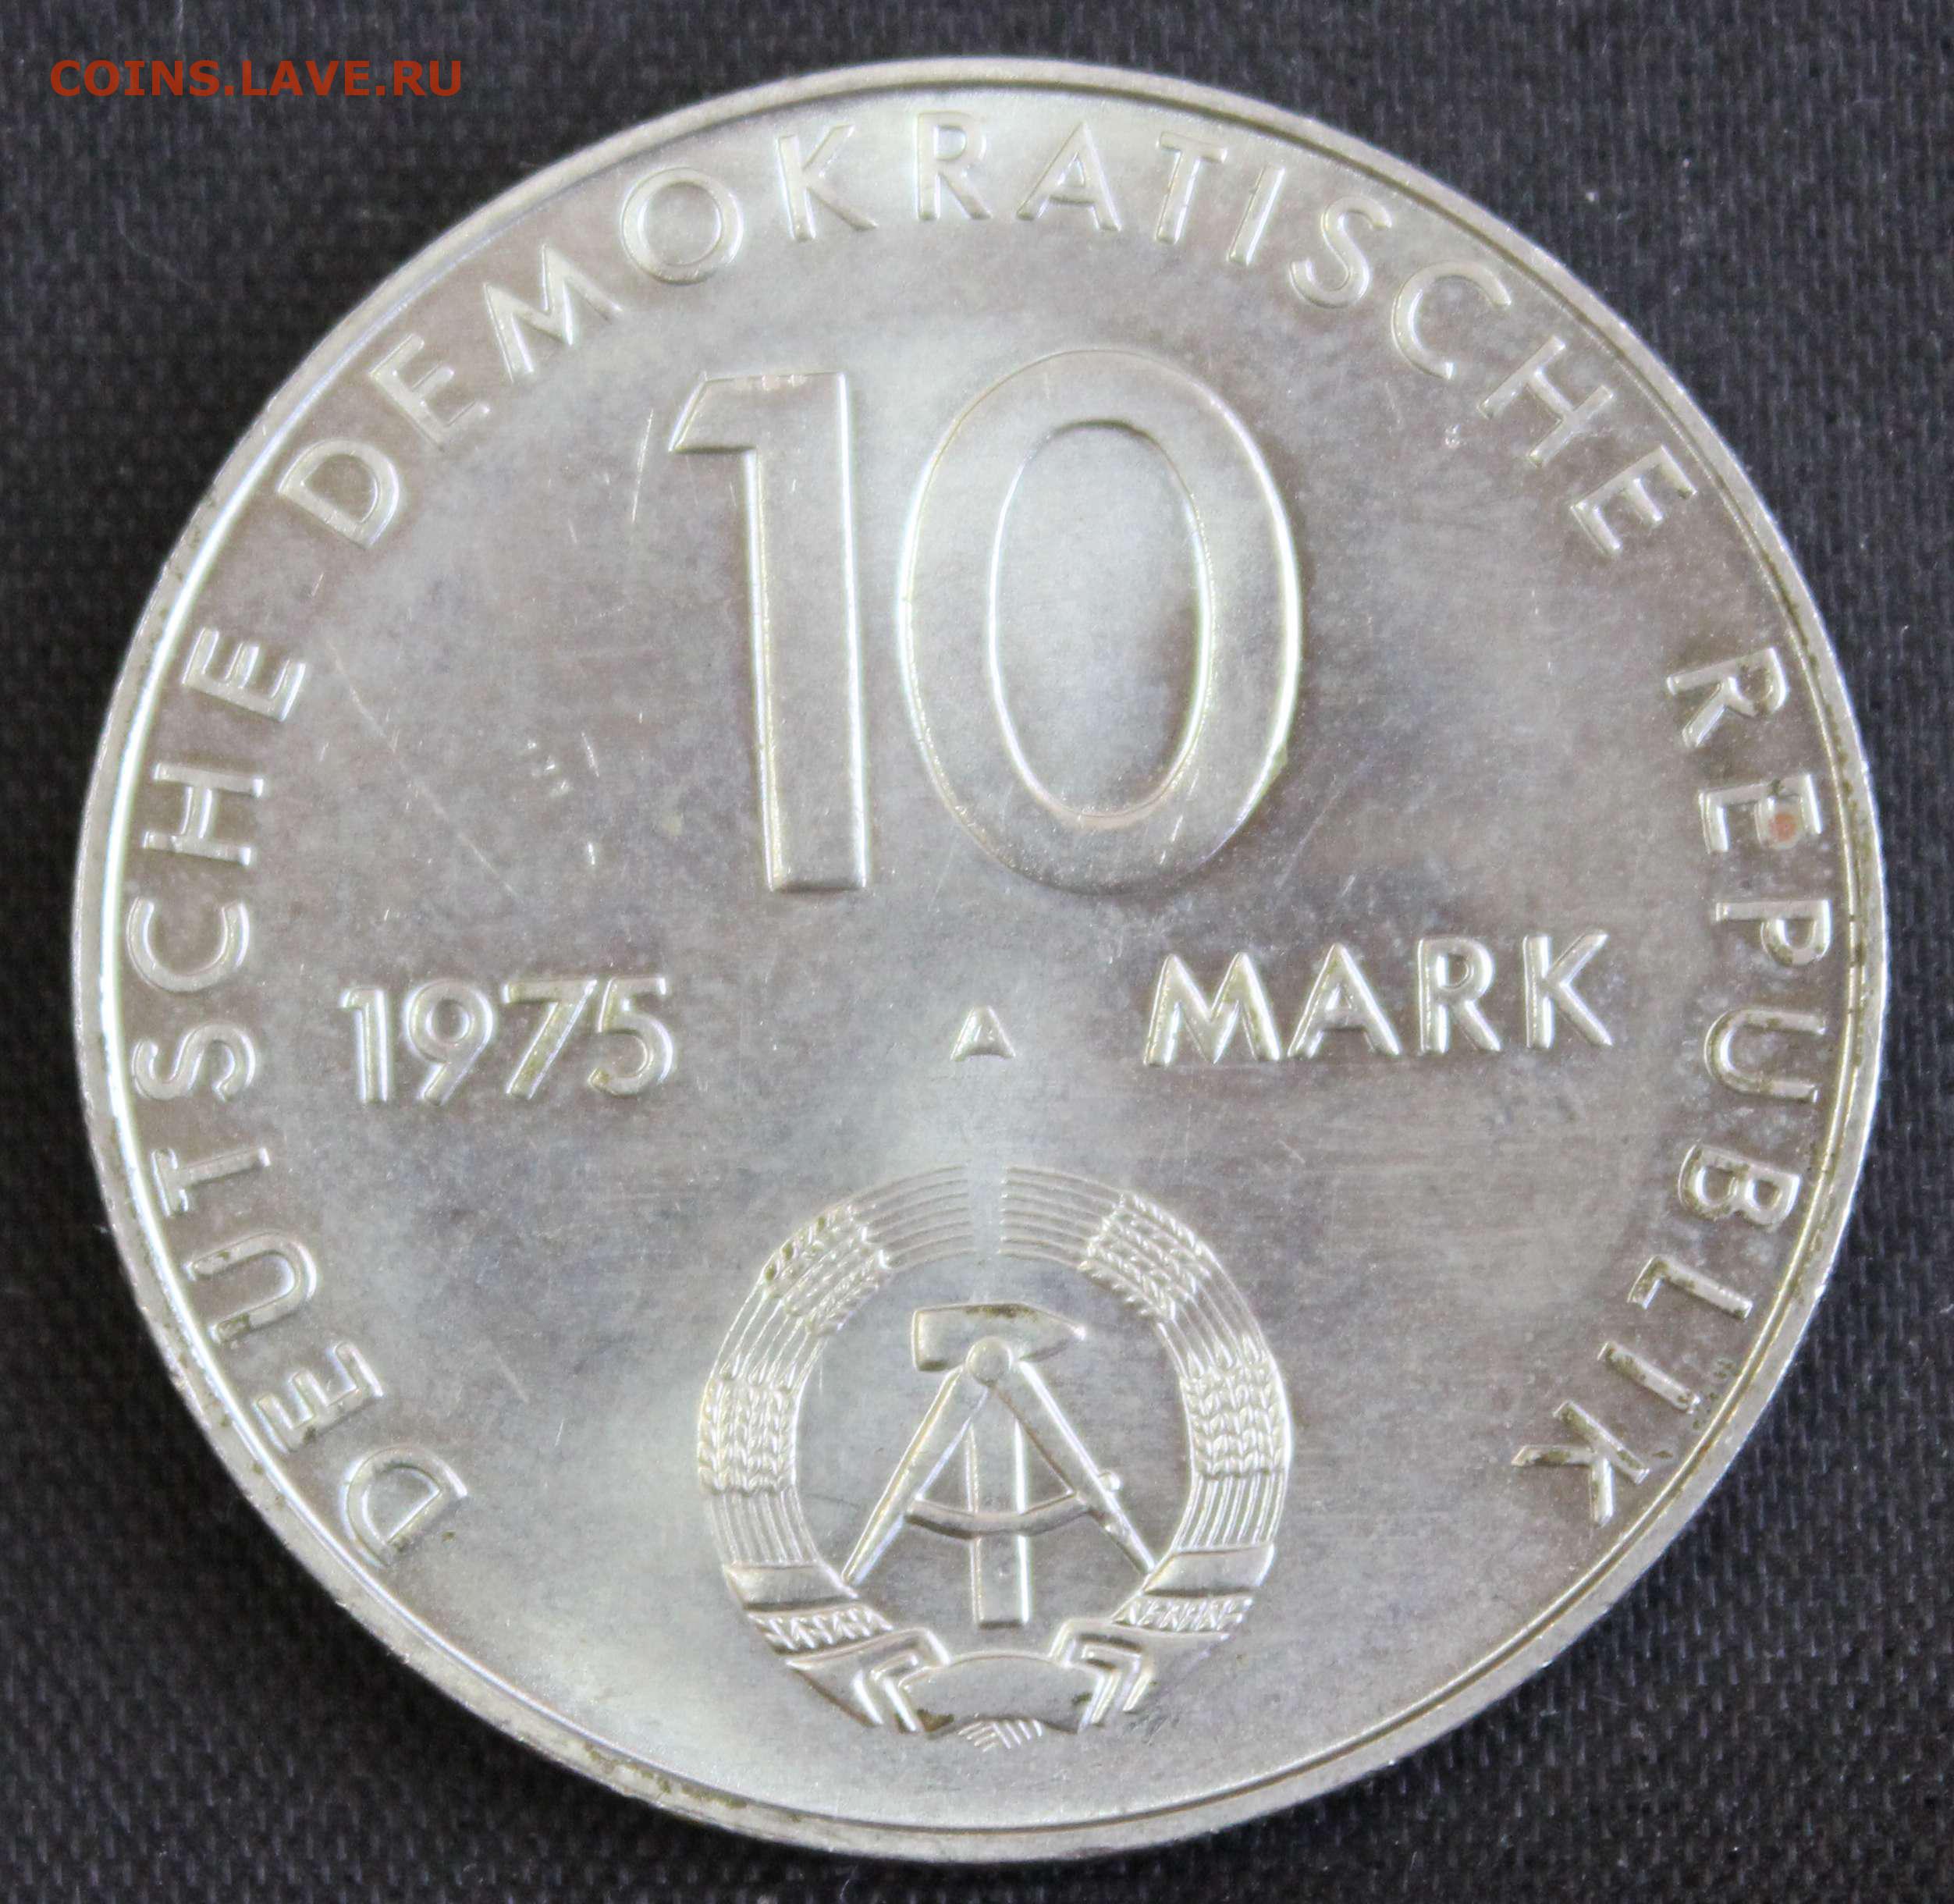 COINS.LAVE.RU
DEUTSCHE DEMOKRATISCHE REPUBLIK
10
1975 A MARK